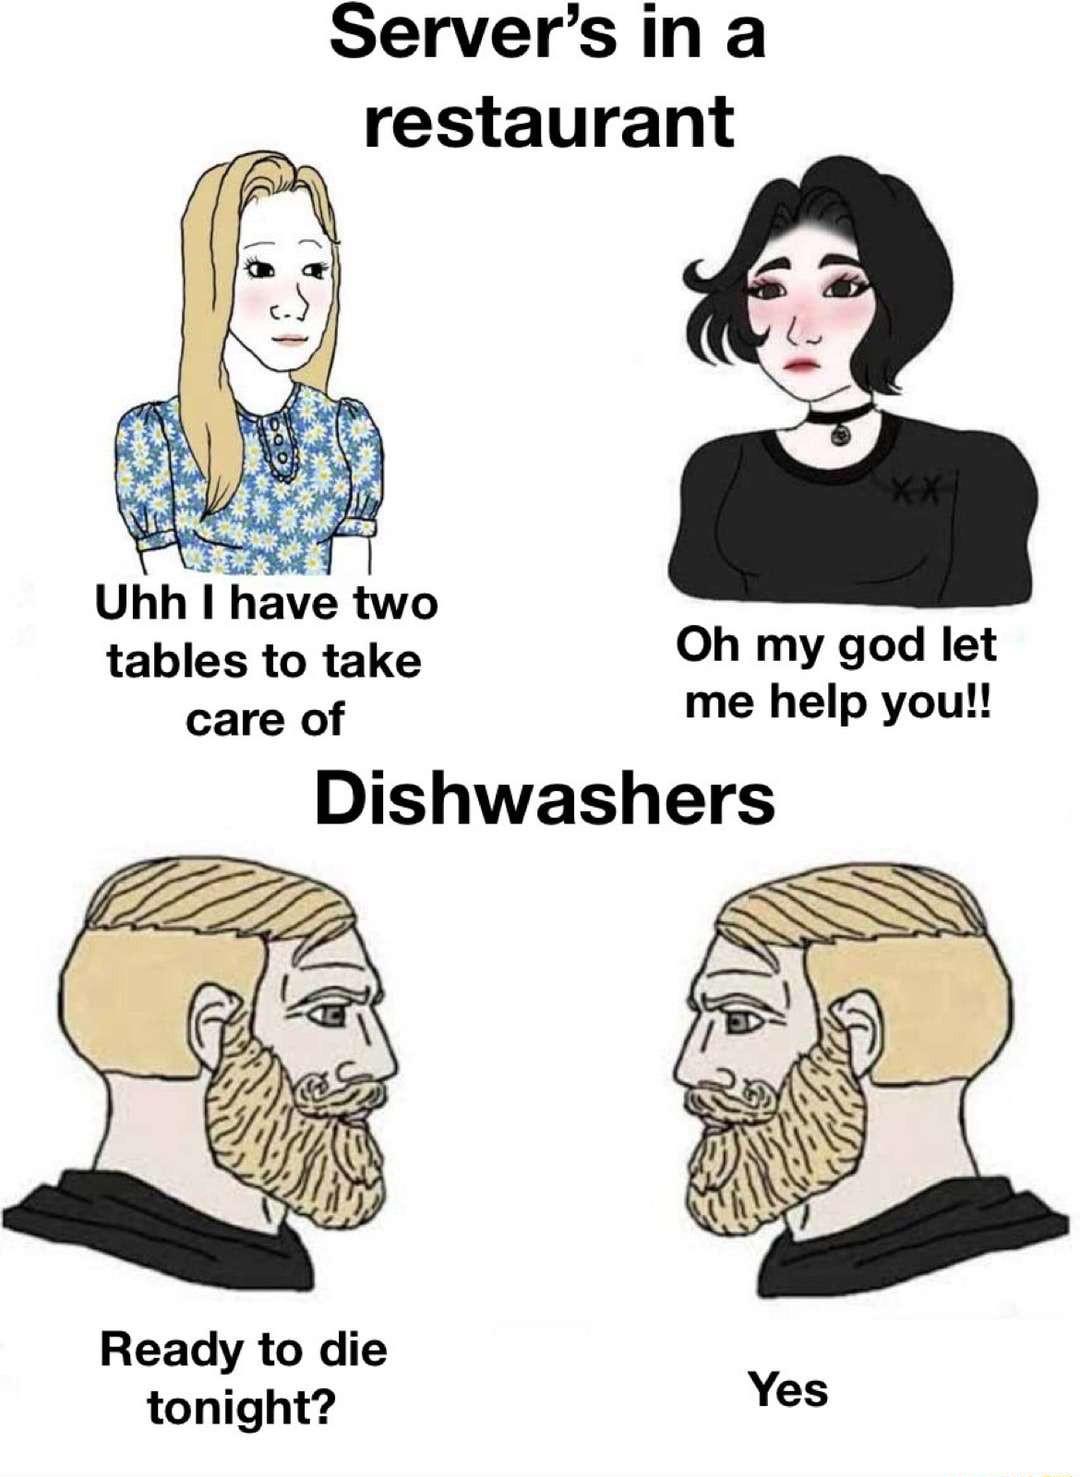 Server's in a
restaurant
Uhh I have two
tables to take
care of
Oh my god let
me help you!!
Dishwashers
Ready to die
tonight?
Yes